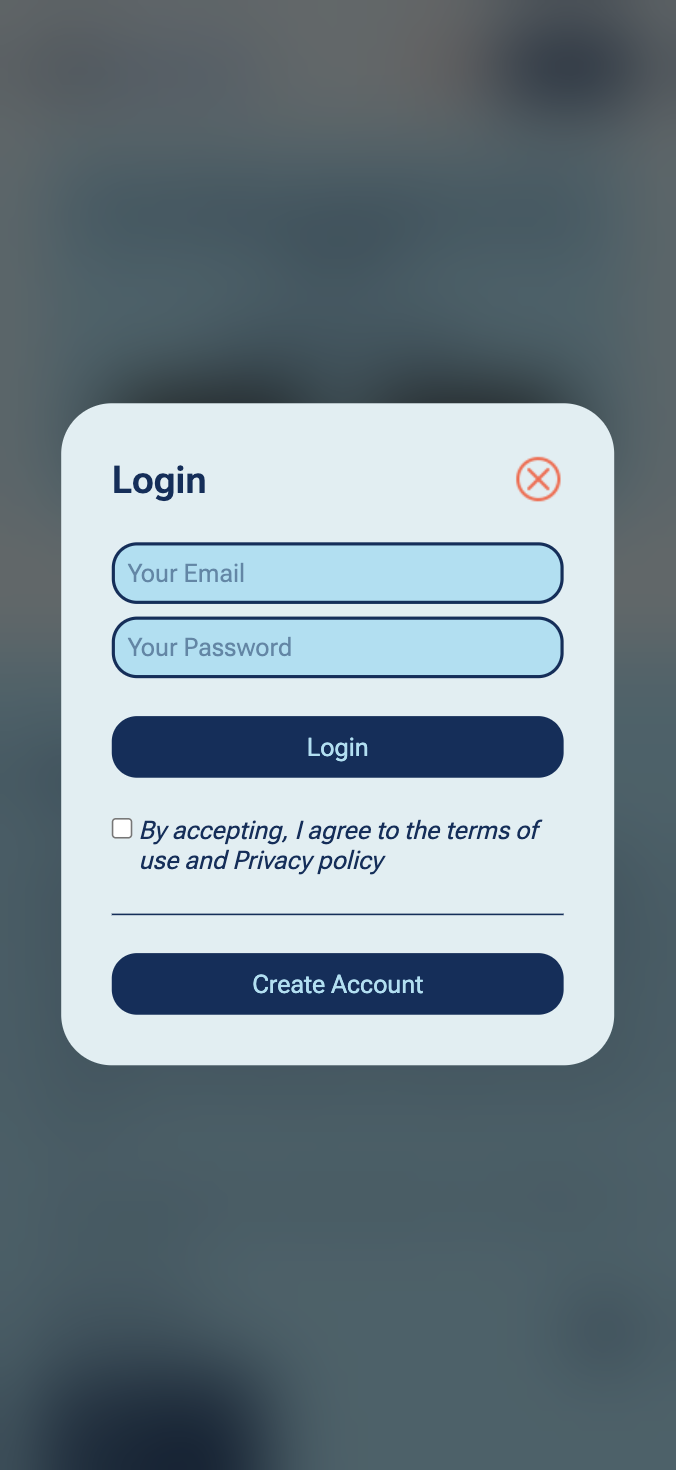 Login
Your Email
Your Password
Login
By accepting, I agree to the terms of
use and Privacy policy
Create Account